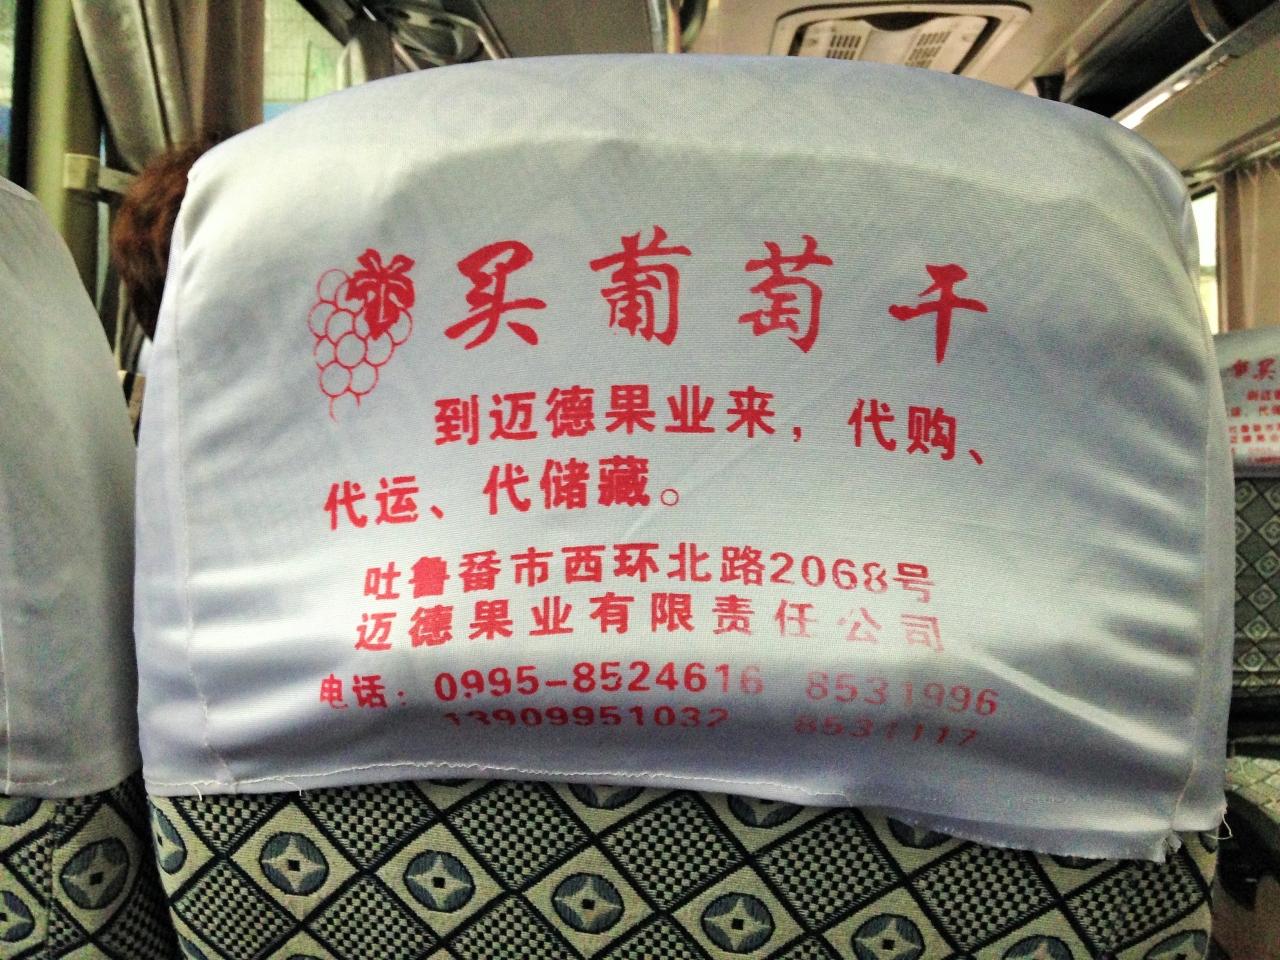 买葡萄干
到迈德果业来，代购、
代运、代储藏。
吐鲁番市西环北路2068号
迈德果业有限责任公司
电话：0995-8524616 8531996
13909951032 8531117